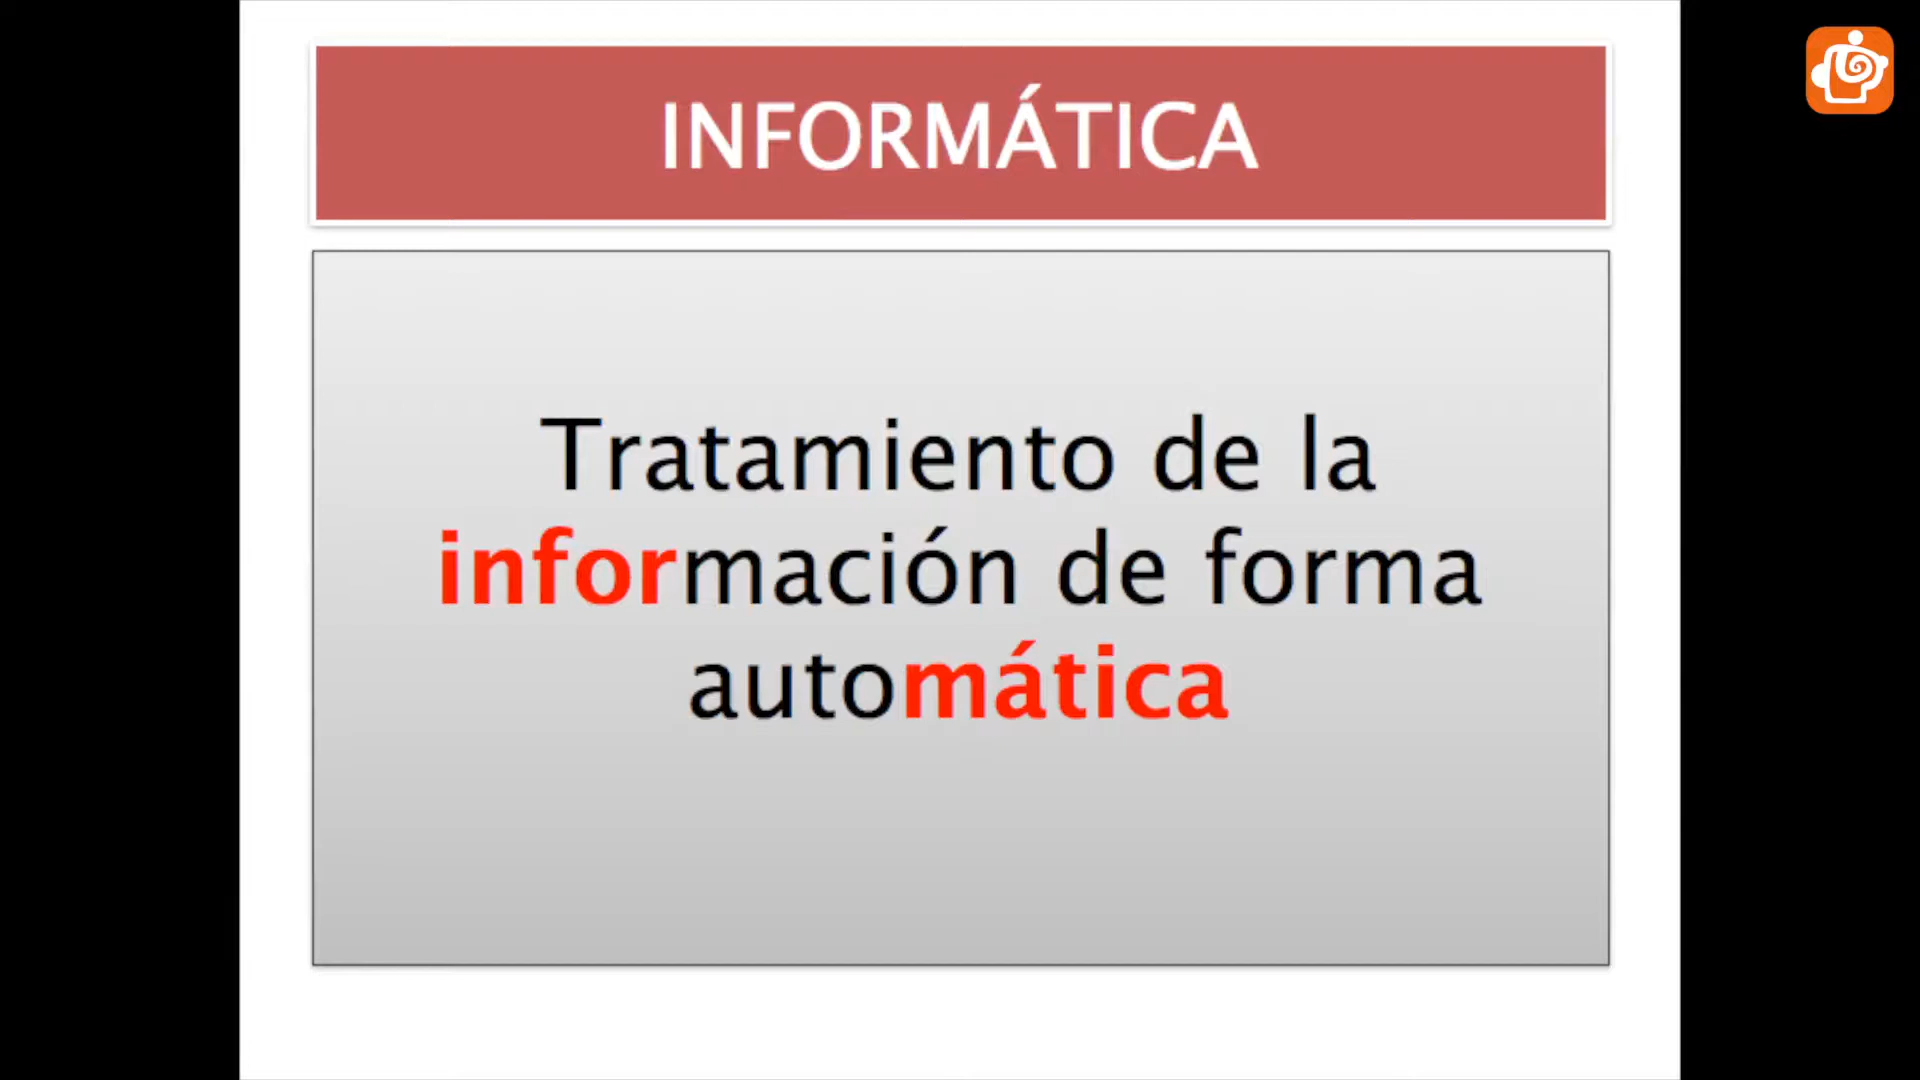 INFORMÁTICA
Tratamiento de la
información de forma
automática